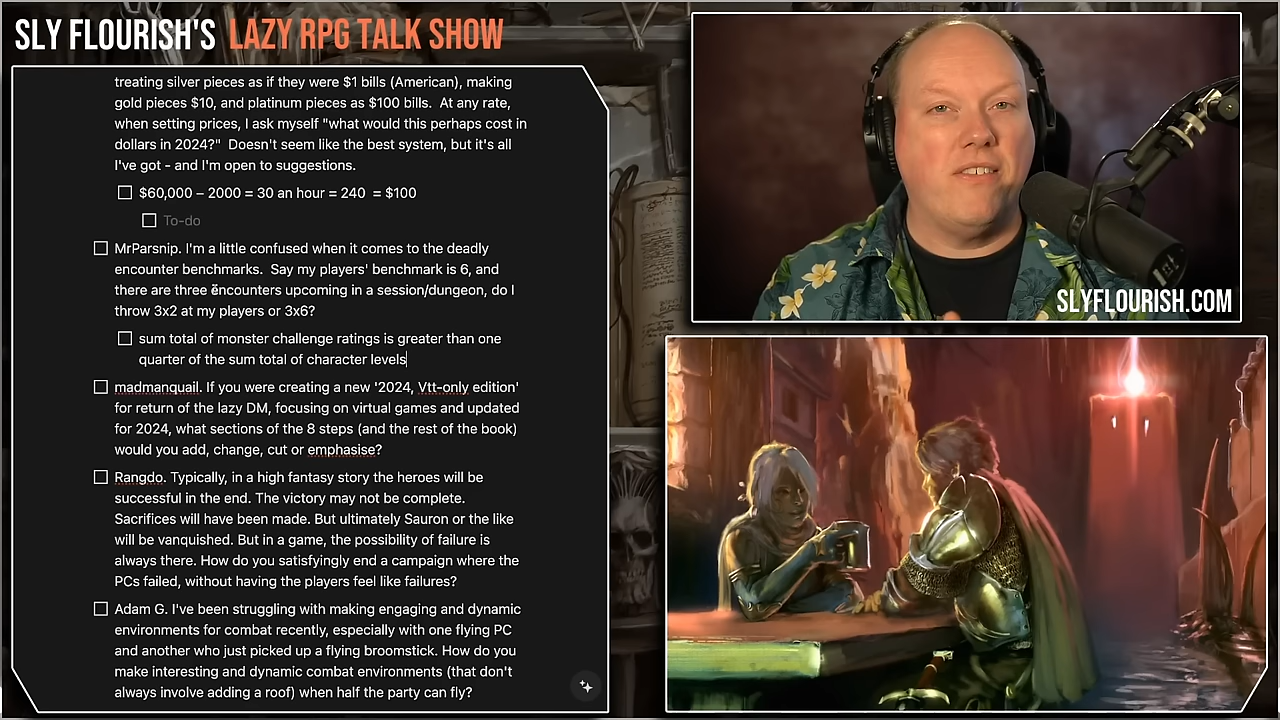 SLY FLOURISH'S LAZY RPG TALK SHOW
treating silver pieces as if they were $1 bills (American), making
gold pieces $10, and platinum pieces as $100 bills.  At any rate,
when setting prices, I ask myself "what would this perhaps cost in
dollars in 2024?"  Doesn't seem like the best system, but it's all
I've got - and I'm open to suggestions.
$60,000 – 2000 = 30 an hour = 240  = $100
To-do
MrParsnip. I'm a little confused when it comes to the deadly
encounter benchmarks.  Say my players' benchmark is 6, and
there are three encounters upcoming in a session/dungeon, do I
throw 3x2 at my players or 3x6?
sum total of monster challenge ratings is greater than one
quarter of the sum total of character levels
madmanquail. If you were creating a new '2024, Vtt-only edition'
for return of the lazy DM, focusing on virtual games and updated
for 2024, what sections of the 8 steps (and the rest of the book)
would you add, change, cut or emphasise?
Rangdo. Typically, in a high fantasy story the heroes will be
successful in the end. The victory may not be complete.
Sacrifices will have been made. But ultimately Sauron or the like
will be vanquished. But in a game, the possibility of failure is
always there. How do you satisfyingly end a campaign where the
PCs failed, without having the players feel like failures?
Adam G. I've been struggling with making engaging and dynamic
environments for combat recently, especially with one flying PC
and another who just picked up a flying broomstick. How do you
make interesting and dynamic combat environments (that don't
always involve adding a roof) when half the party can fly?
SLYFLOURISH.COM